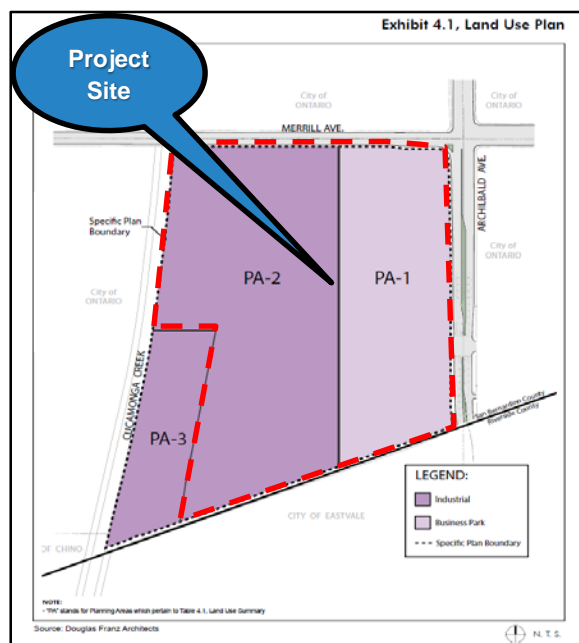 Exhibit 4.1, Land Use Plan
Project
Site
City of
ONTARIO
City of
ONTARIO
MERRILL AVE.
ARCHIBALD AVE.
Specific Plan
Boundary
City of
ONTARIO
City of
ONTARIO
PA-2
PA-1
CUCAMONGA CREEK
PA-3
San Bernardino County
Riverside County
CITY OF EASTVALE
OF CHINO
LEGEND:
Industrial
Business Park
Specific Plan Boundary
NOTE:
- "PA" stands for Planning Areas which pertain to Table 4.1, Land Use Summary
Source: Douglas Franz Architects
N. T. S.